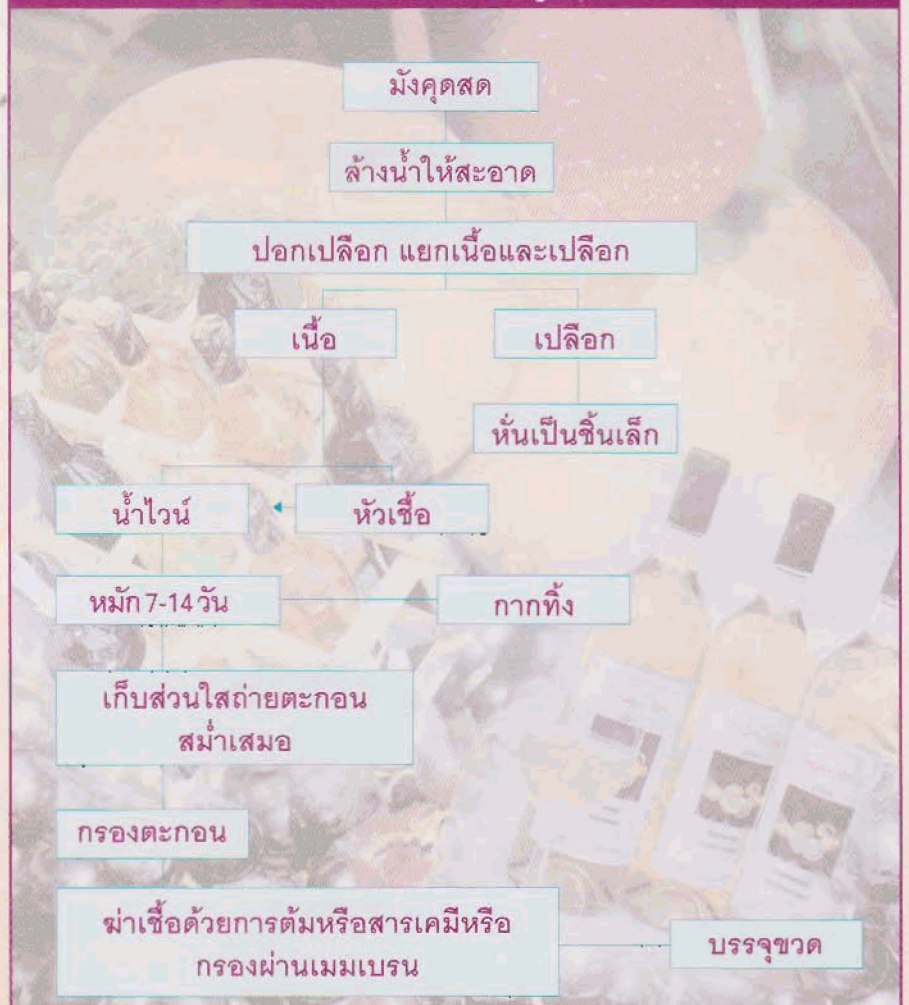 มังคุดสด
ล้างน้ำให้สะอาด
ปอกเปลือก แยกเนื้อและเปลือก
เนื้อ
เปลือก
หั่นเป็นชิ้นเล็ก
น้ำไวน์
หัวเชื้อ
หมัก 7-14 วัน
กากทิ้ง
เก็บส่วนใสถ่ายตะกอน
สม่ำเสมอ
กรองตะกอน
ฆ่าเชื้อด้วยการต้มหรือสารเคมีหรือ
กรองผ่านเมมเบรน
บรรจุขวด